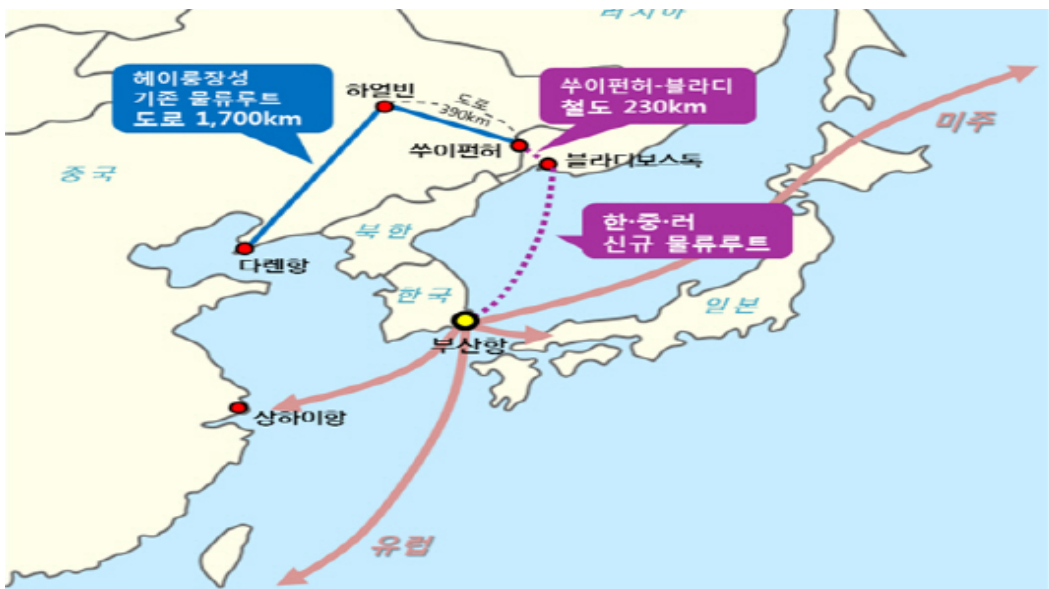 러시아
헤이룽장성
기존 물류루트
도로 1,700km
하얼빈
도로
390km
쑤이펀허-블라디
철도 230km
미주
쑤이펀허
블라디보스톡
중국
한·중·러
신규 물류루트
북한
다롄항
한국
일본
부산항
상하이항
유럽